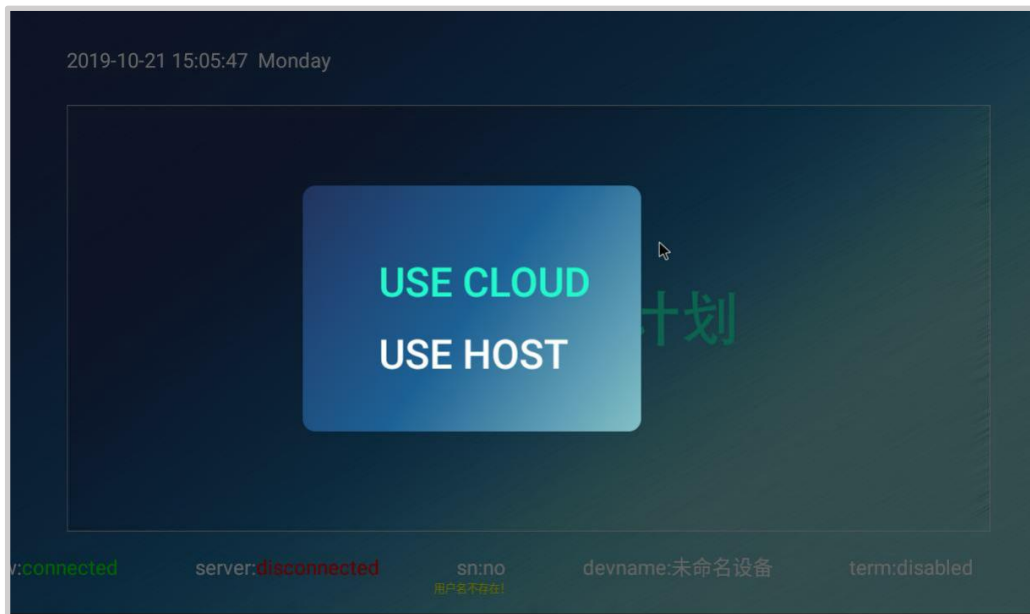 2019-10-21 15:05:47 Monday
USE CLOUD
计划
USE HOST
:connected server:disconnected sn:no devname:未命名设备 term:disabled
用户名不存在!